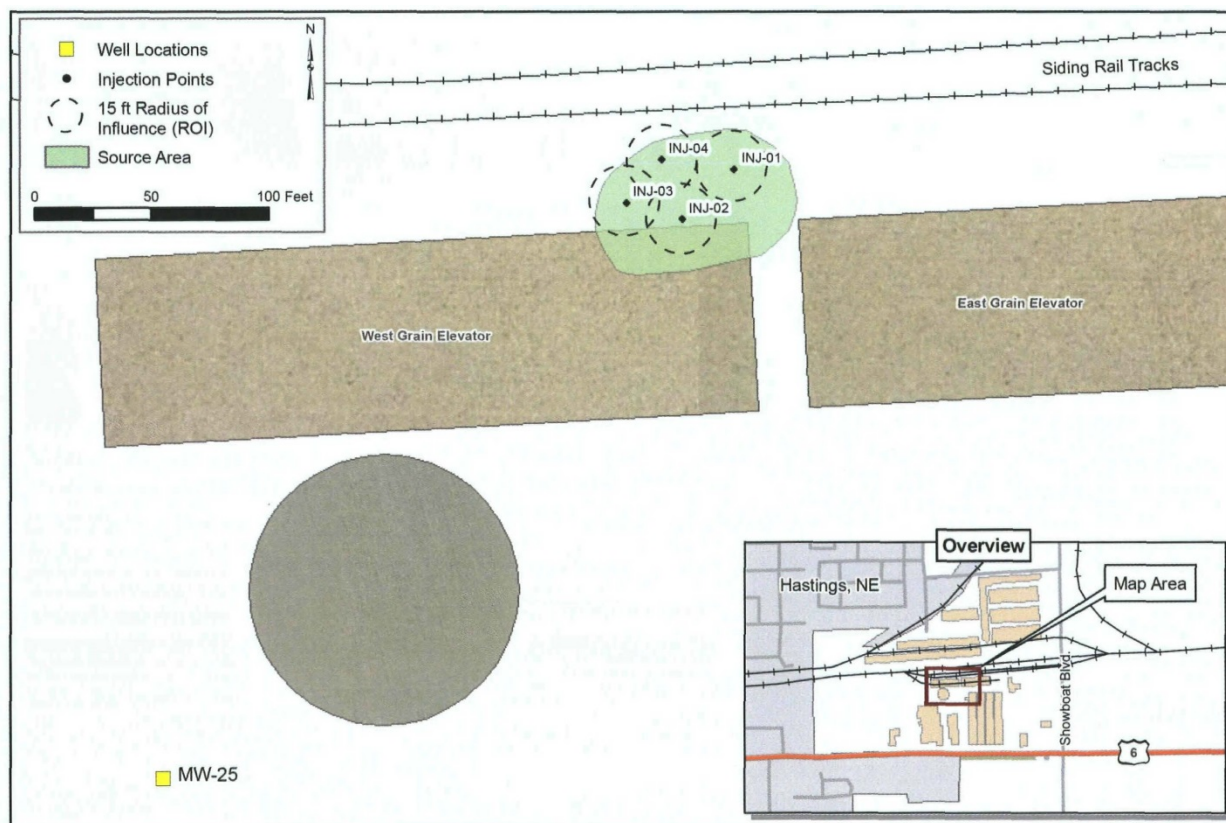 Well Locations
Injection Points
15 ft Radius of
Influence (ROI)
Source Area
0 50 100 Feet
N
Siding Rail Tracks
INJ-04
INJ-01
INJ-03
INJ-02
West Grain Elevator
East Grain Elevator
MW-25
Overview
Hastings, NE
Map Area
Showboat Blvd.
6